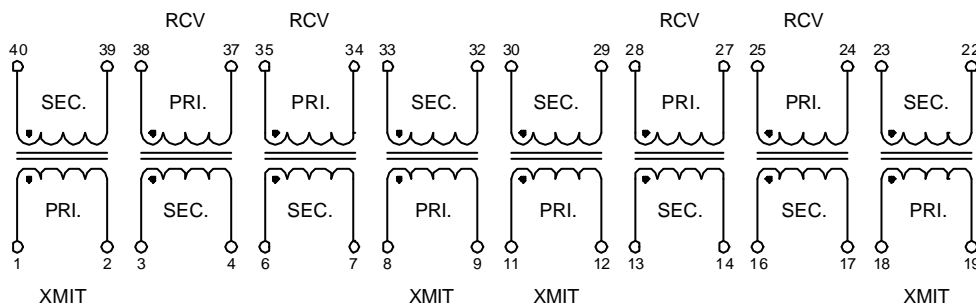 RCV RCV RCV RCV
40 39 38 37 35 34 33 32 30 29 28 27 25 24 23 22
SEC. PRI. PRI. SEC. SEC. PRI. PRI. SEC.
PRI. SEC. SEC. PRI. PRI. SEC. SEC. PRI.
1 2 3 4 6 7 8 9 11 12 13 14 16 17 18 19
XMIT XMIT XMIT XMIT